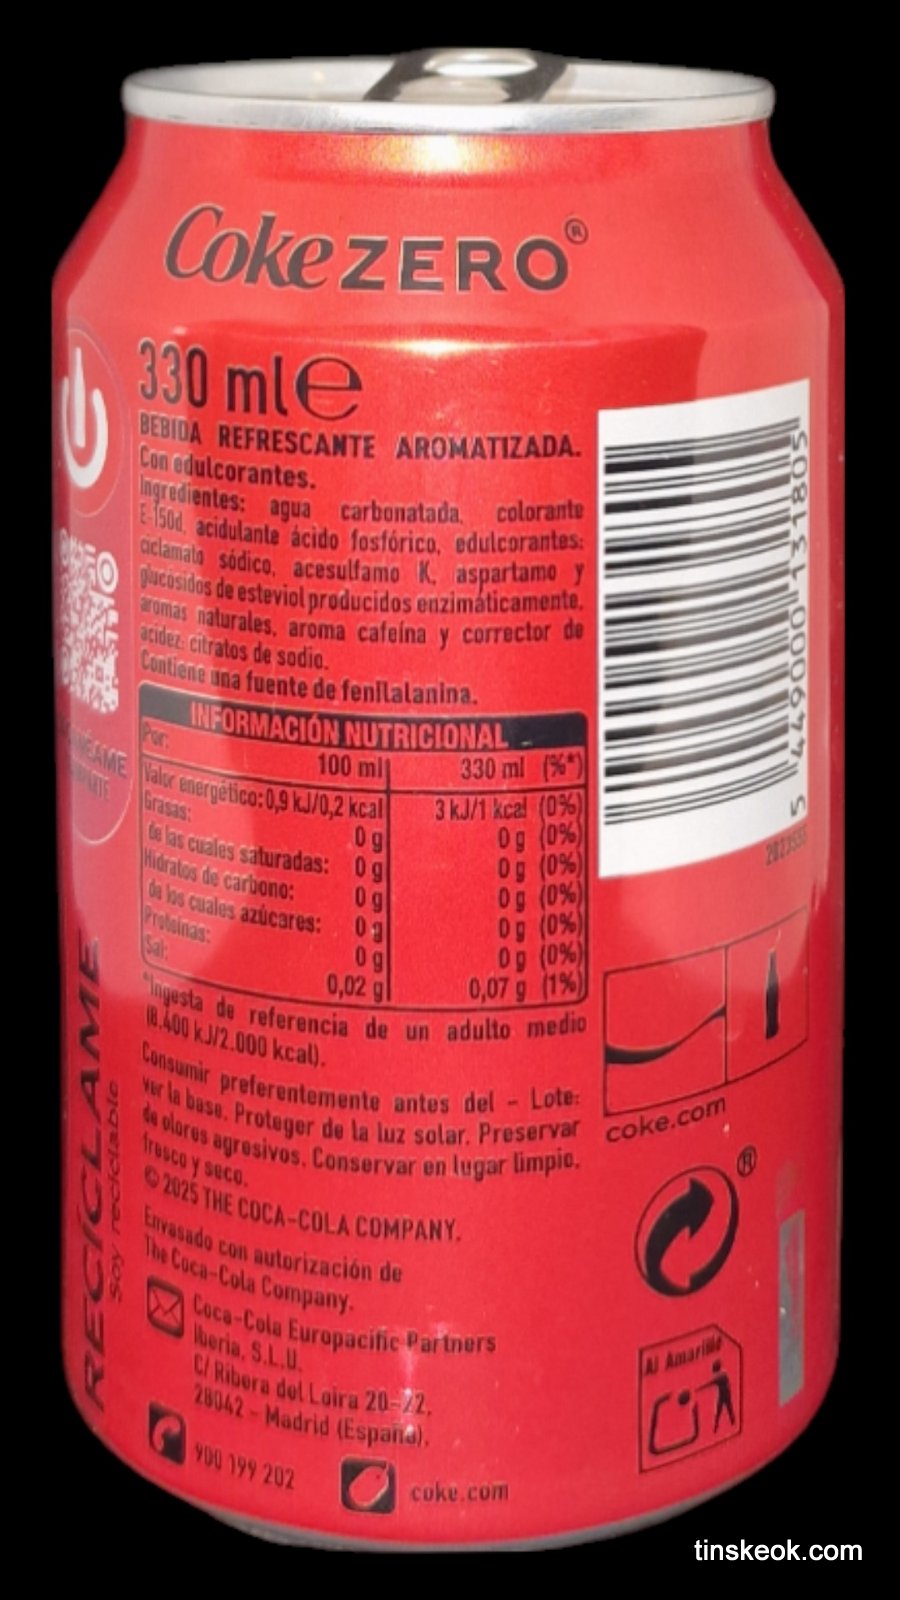 Coke ZERO®
330 ml e
BEBIDA REFRESCANTE AROMATIZADA.
Con edulcorantes.
Ingredientes: agua carbonatada, colorante
E-150d, acidulante ácido fosfórico, edulcorantes:
ciclamato sódico, acesulfamo K, aspartamo y
glucósidos de esteviol producidos enzimáticamente,
aromas naturales, aroma cafeína y corrector de
acidez: citratos de sodio.
Contiene una fuente de fenilalanina.
INFORMACIÓN NUTRICIONAL
Por: 100 ml 330 ml (%*)
Valor energético: 0,9 kJ/0,2 kcal 3 kJ/1 kcal (0%)
Grasas: 0 g 0 g (0%)
de las cuales saturadas: 0 g 0 g (0%)
Hidratos de carbono: 0 g 0 g (0%)
de los cuales azúcares: 0 g 0 g (0%)
Proteínas: 0 g 0 g (0%)
Sal: 0,02 g 0,07 g (1%)
*Ingesta de referencia de un adulto medio
(8.400 kJ/2.000 kcal).
Consumir preferentemente antes del - Lote:
ver la base. Proteger de la luz solar. Preservar
de olores agresivos. Conservar en lugar limpio,
fresco y seco.
© 2025 THE COCA-COLA COMPANY.
Envasado con autorización de
The Coca-Cola Company.
Coca-Cola Europacific Partners
Iberia, S.L.U.
C/ Ribera del Loira 20-22,
28042 - Madrid (España).
900 199 202
coke.com
RECÍCLAME
Soy reciclable
5 449000 131805
coke.com
®
Al Amarillo
tinskeok.com